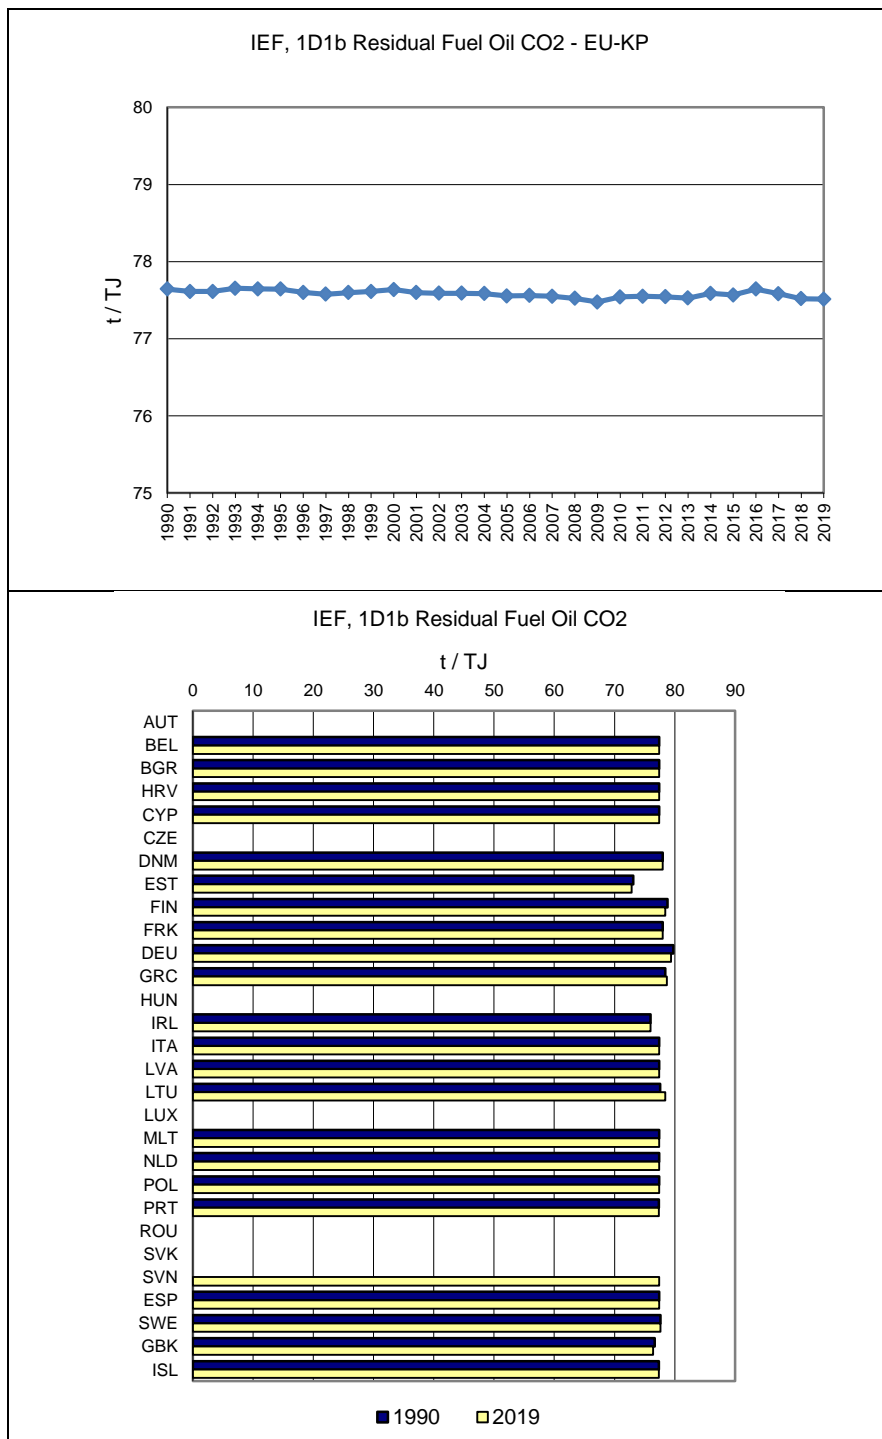 IEF, 1D1b Residual Fuel Oil CO2 - EU-KP
80
79
78
77
76
75
t / TJ
1990
1991
1992
1993
1994
1995
1996
1997
1998
1999
2000
2001
2002
2003
2004
2005
2006
2007
2008
2009
2010
2011
2012
2013
2014
2015
2016
2017
2018
2019
IEF, 1D1b Residual Fuel Oil CO2
t / TJ
0 10 20 30 40 50 60 70 80 90
AUT
BEL
BGR
HRV
CYP
CZE
DNM
EST
FIN
FRK
DEU
GRC
HUN
IRL
ITA
LVA
LTU
LUX
MLT
NLD
POL
PRT
ROU
SVK
SVN
ESP
SWE
GBK
ISL
1990 2019